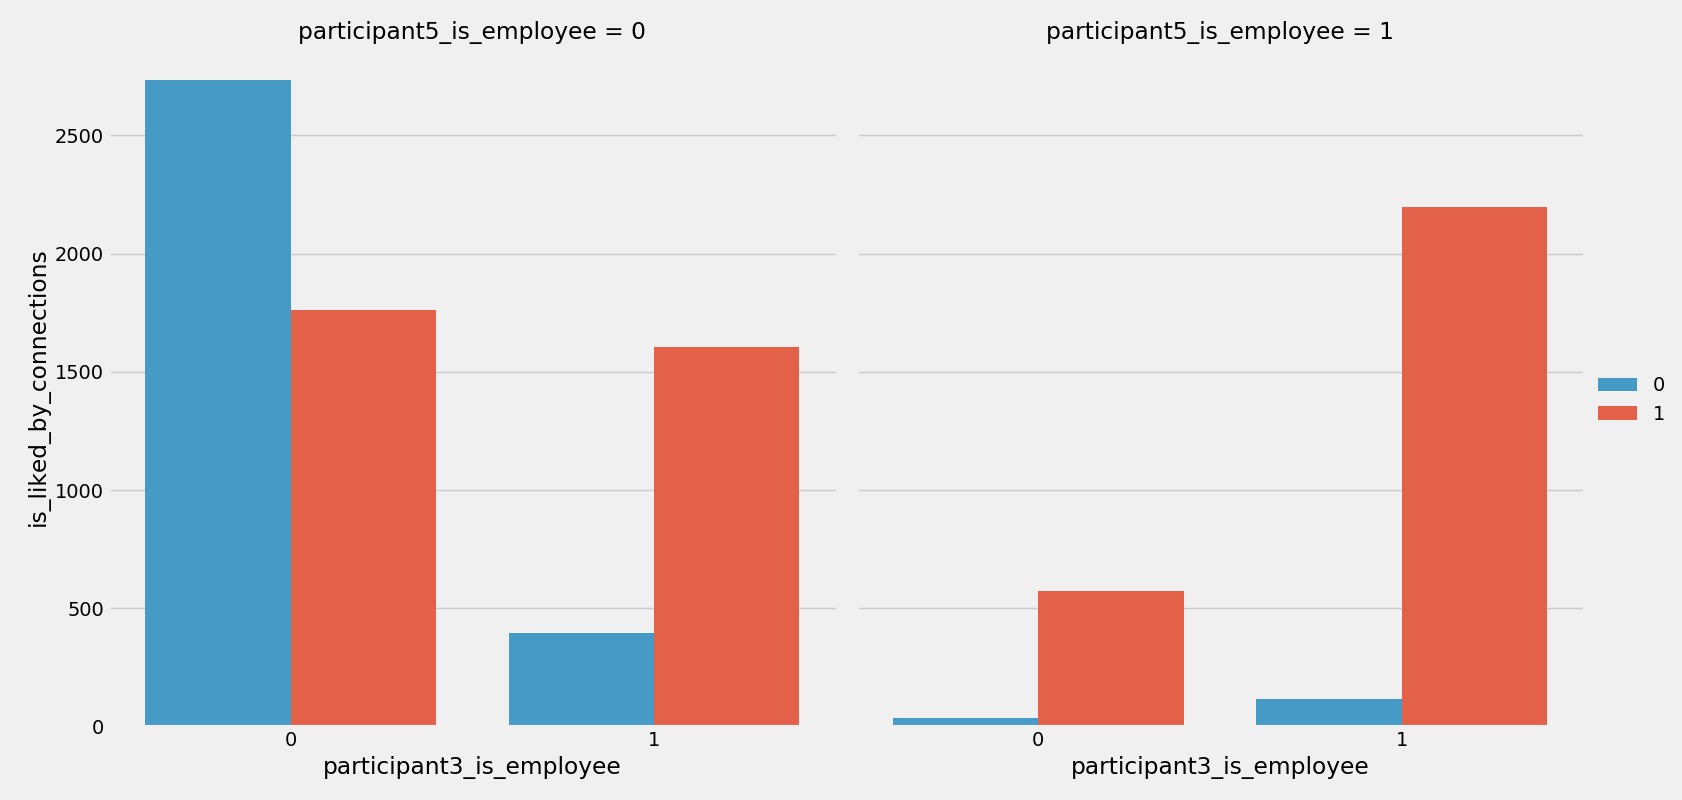 participant5_is_employee = 0
participant5_is_employee = 1
is_liked_by_connections
2500
2000
1500
1000
500
0
0 1
participant3_is_employee
0 1
participant3_is_employee
0
1